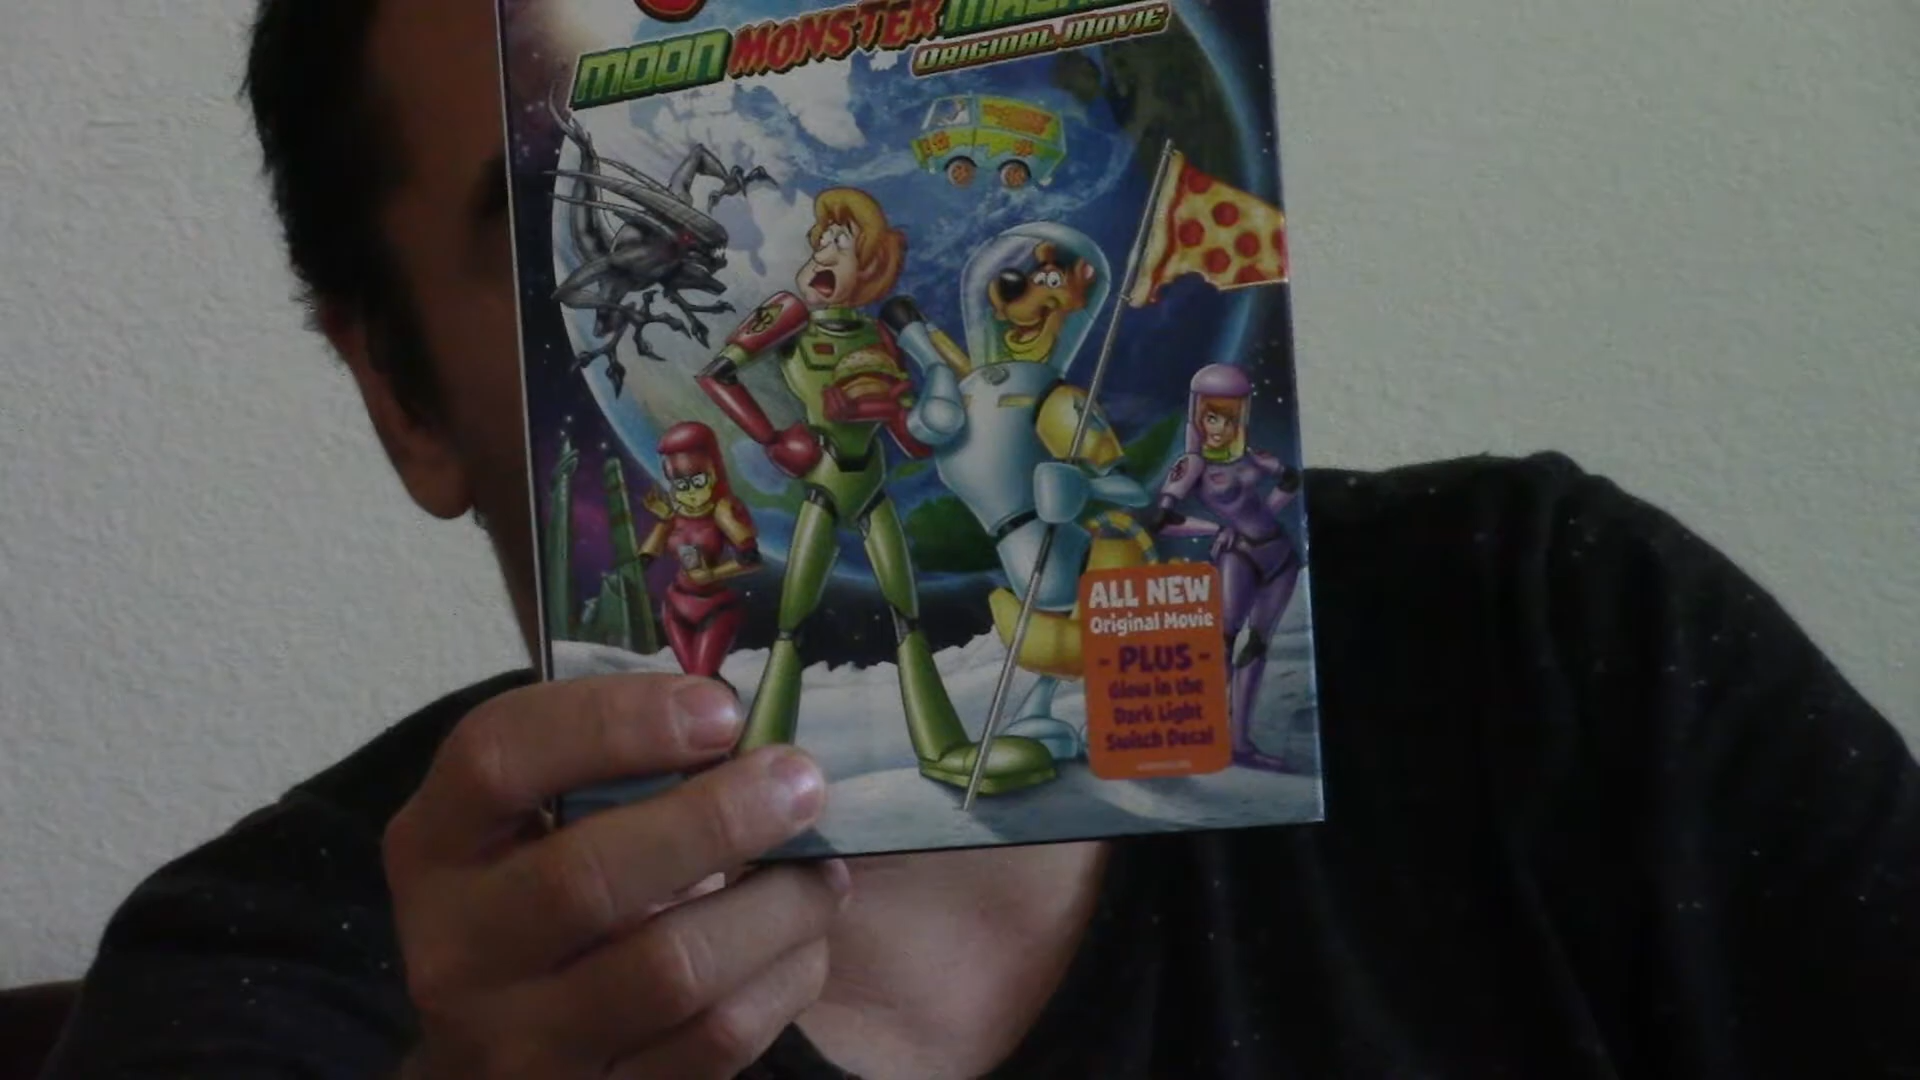 MOON MONSTER
ORIGINAL MOVIE
ALL NEW
Original Movie
- PLUS -
Glow in the
Dark Light
Switch Decal